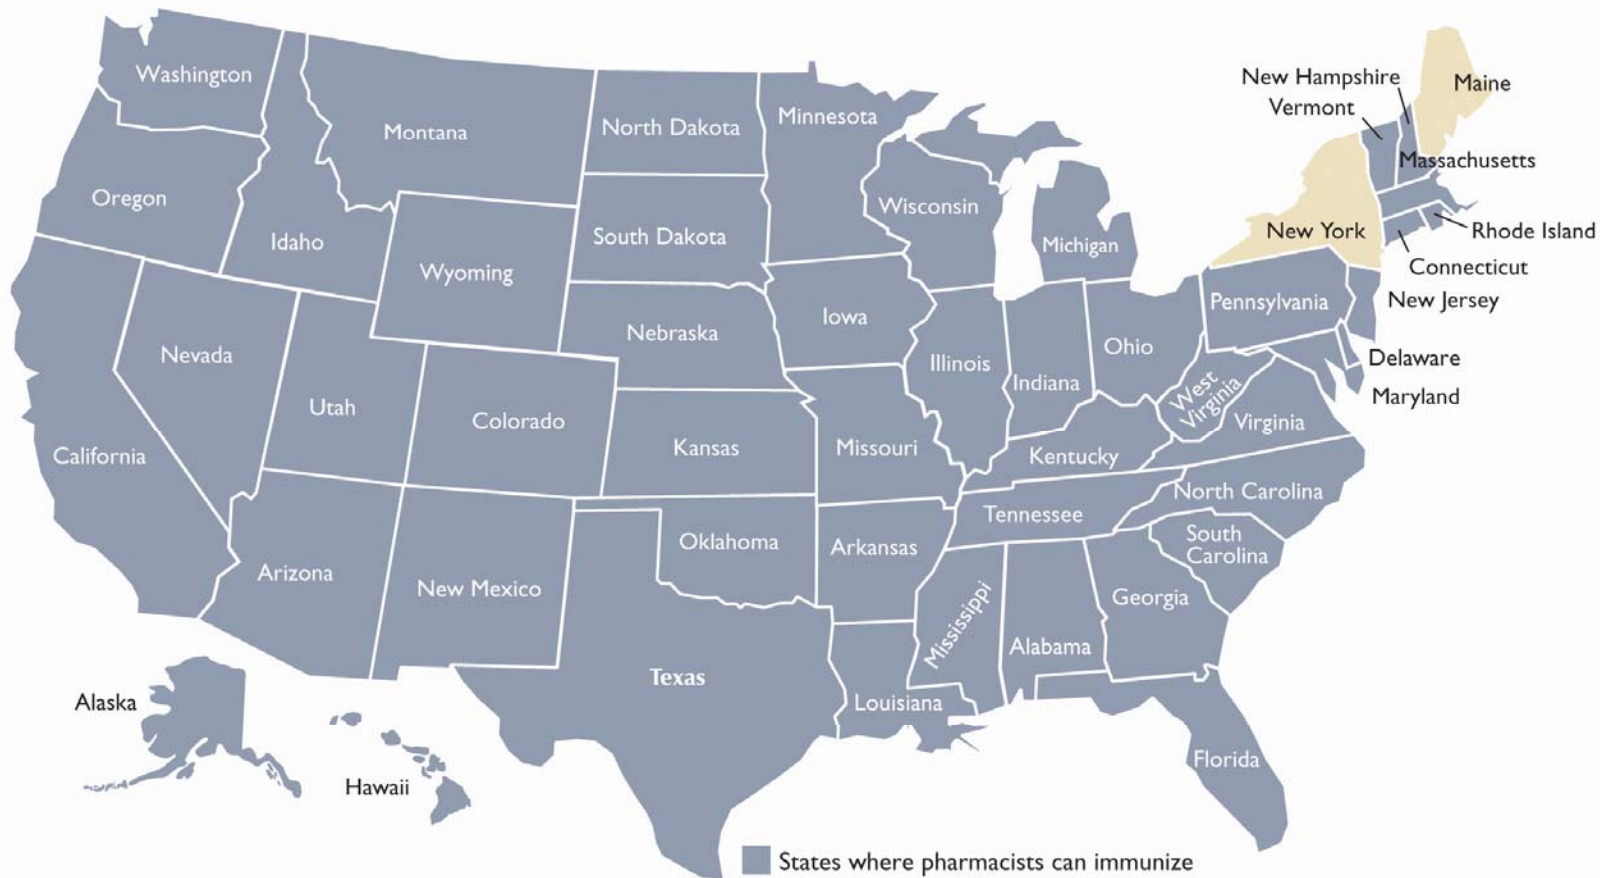 Washington
Montana
North Dakota
Minnesota
New Hampshire
Vermont
Maine
Massachusetts
Oregon
Idaho
Wyoming
South Dakota
Wisconsin
Michigan
New York
Rhode Island
Connecticut
New Jersey
Pennsylvania
Nevada
Utah
Colorado
Nebraska
Iowa
Illinois
Indiana
Ohio
West
Virginia
Virginia
Delaware
Maryland
California
Kansas
Missouri
Kentucky
North Carolina
Tennessee
South
Carolina
Arizona
New Mexico
Oklahoma
Arkansas
Mississippi
Alabama
Georgia
Texas
Louisiana
Florida
Alaska
Hawaii
States where pharmacists can immunize